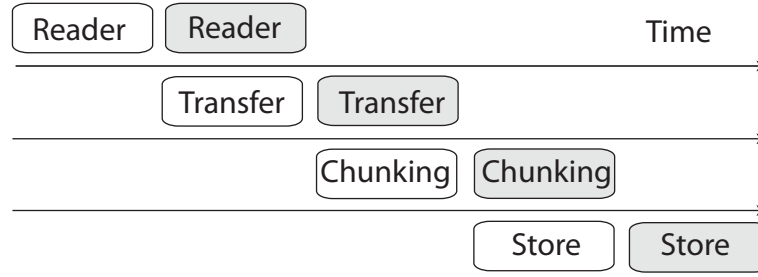 Reader Reader Time
Transfer Transfer
Chunking Chunking
Store Store